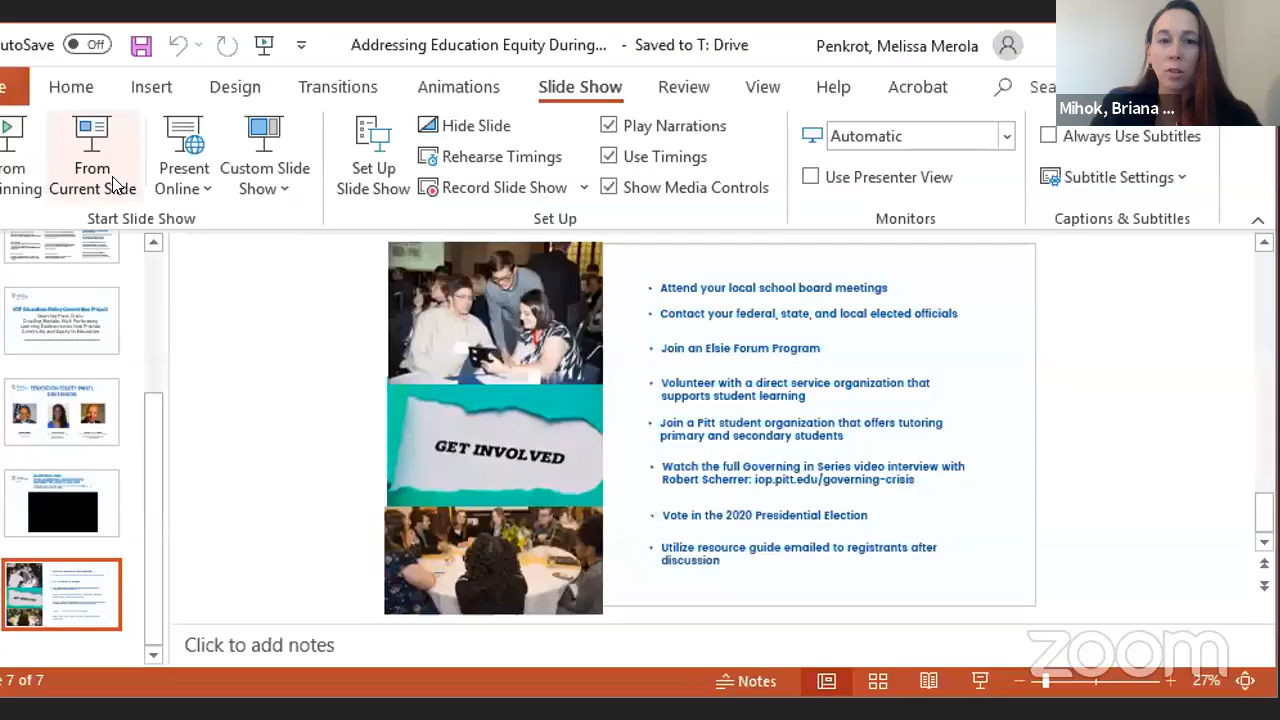 utoSave Off Addressing Education Equity During... - Saved to T: Drive Penkrot, Melissa Merola
Mihok, Briana ...
e Home Insert Design Transitions Animations Slide Show Review View Help Acrobat Sea
rom
inning
From
Current Slide
Present
Online
Custom Slide
Show
Start Slide Show
Set Up
Slide Show
Hide Slide
Rehearse Timings
Record Slide Show
Play Narrations
Use Timings
Show Media Controls
Set Up
Automatic
Use Presenter View
Monitors
Always Use Subtitles
Subtitle Settings
Captions & Subtitles
GET INVOLVED
• Attend your local school board meetings
• Contact your federal, state, and local elected officials
• Join an Elsie Forum Program
• Volunteer with a direct service organization that
supports student learning
• Join a Pitt student organization that offers tutoring
primary and secondary students
• Watch the full Governing in Series video interview with
Robert Scherrer: iop.pitt.edu/governing-crisis
• Vote in the 2020 Presidential Election
• Utilize resource guide emailed to registrants after
discussion
Click to add notes
zoom
e 7 of 7 Notes 27%